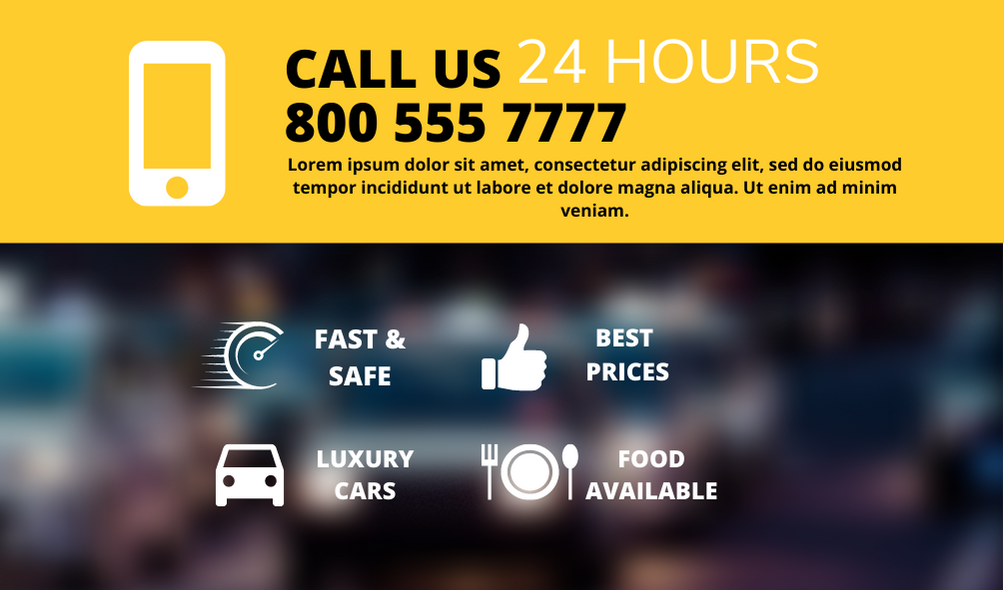 CALL US 24 HOURS
800 555 7777
Lorem ipsum dolor sit amet, consectetur adipiscing elit, sed do eiusmod
tempor incididunt ut labore et dolore magna aliqua. Ut enim ad minim
veniam.
FAST &
SAFE
BEST
PRICES
LUXURY
CARS
FOOD
AVAILABLE